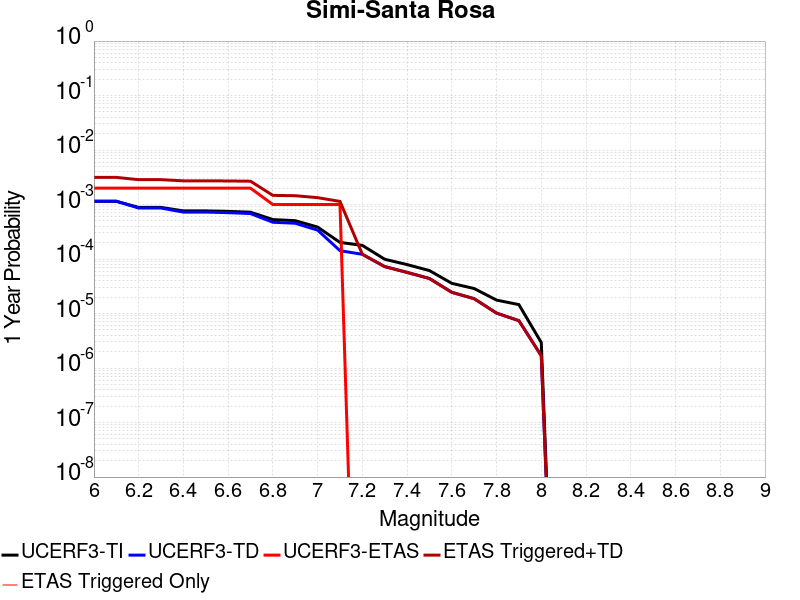 Simi-Santa Rosa
1 Year Probability
10^0
10^-1
10^-2
10^-3
10^-4
10^-5
10^-6
10^-7
10^-8
6 6.2 6.4 6.6 6.8 7 7.2 7.4 7.6 7.8 8 8.2 8.4 8.6 8.8 9
Magnitude
UCERF3-TI UCERF3-TD UCERF3-ETAS ETAS Triggered+TD
ETAS Triggered Only